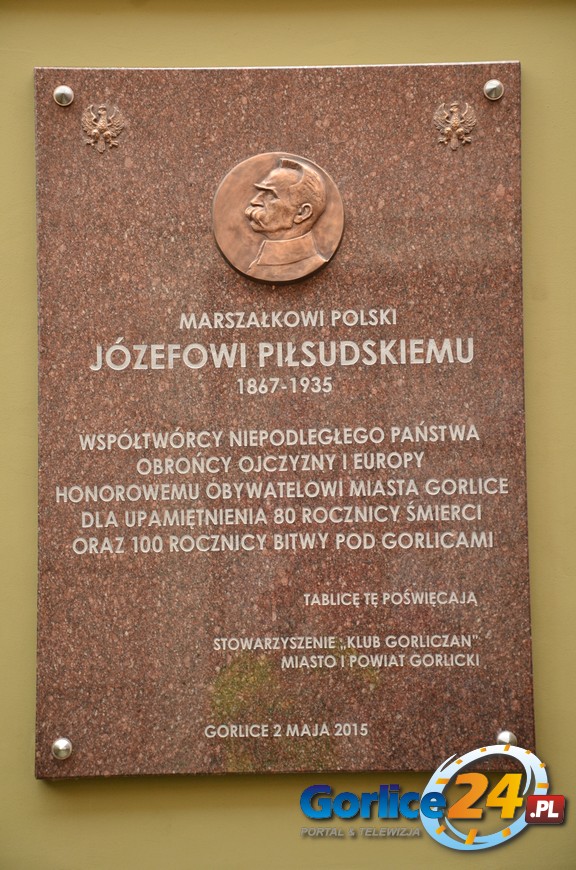 MARSZAŁKOWI POLSKI
JÓZEFOWI PIŁSUDSKIEMU
1867-1935
WSPÓŁTWÓRCY NIEPODLEGŁEGO PAŃSTWA
OBROŃCY OJCZYZNY I EUROPY
HONOROWEMU OBYWATELOWI MIASTA GORLICE
DLA UPAMIĘTNIENIA 80 ROCZNICY ŚMIERCI
ORAZ 100 ROCZNICY BITWY POD GORLICAMI
TABLICĘ TĘ POŚWIĘCAJĄ
STOWARZYSZENIE „KLUB GORLICZAN"
MIASTO I POWIAT GORLICKI
GORLICE 2 MAJA 2015
Gorlice24.PL
PORTAL & TELEWIZJA